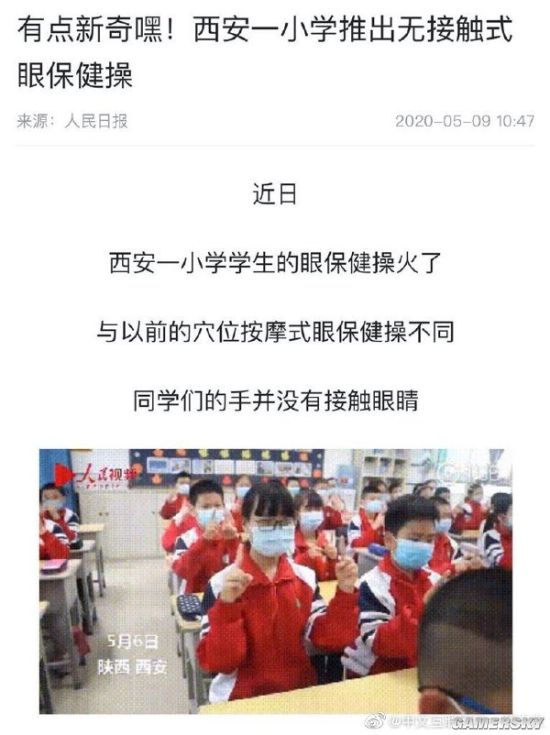 有点新奇嘿！西安一小学推出无接触式
眼保健操
来源：人民日报
2020-05-09 10:47
近日
西安一小学学生的眼保健操火了
与以前的穴位按摩式眼保健操不同
同学们的手并没有接触眼睛
人民视频
5月6日
陕西 西安
@中文互联
GAMERSKY